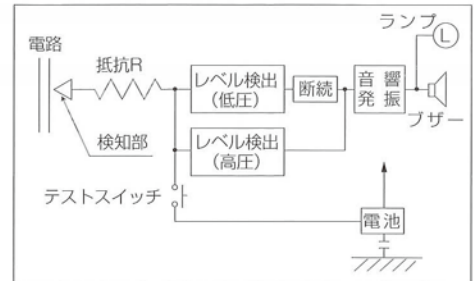 ランプ
L
電路
抵抗R
レベル検出
(低圧)
断続
音響
発振
ブザー
検知部
レベル検出
(高圧)
テストスイッチ
電池